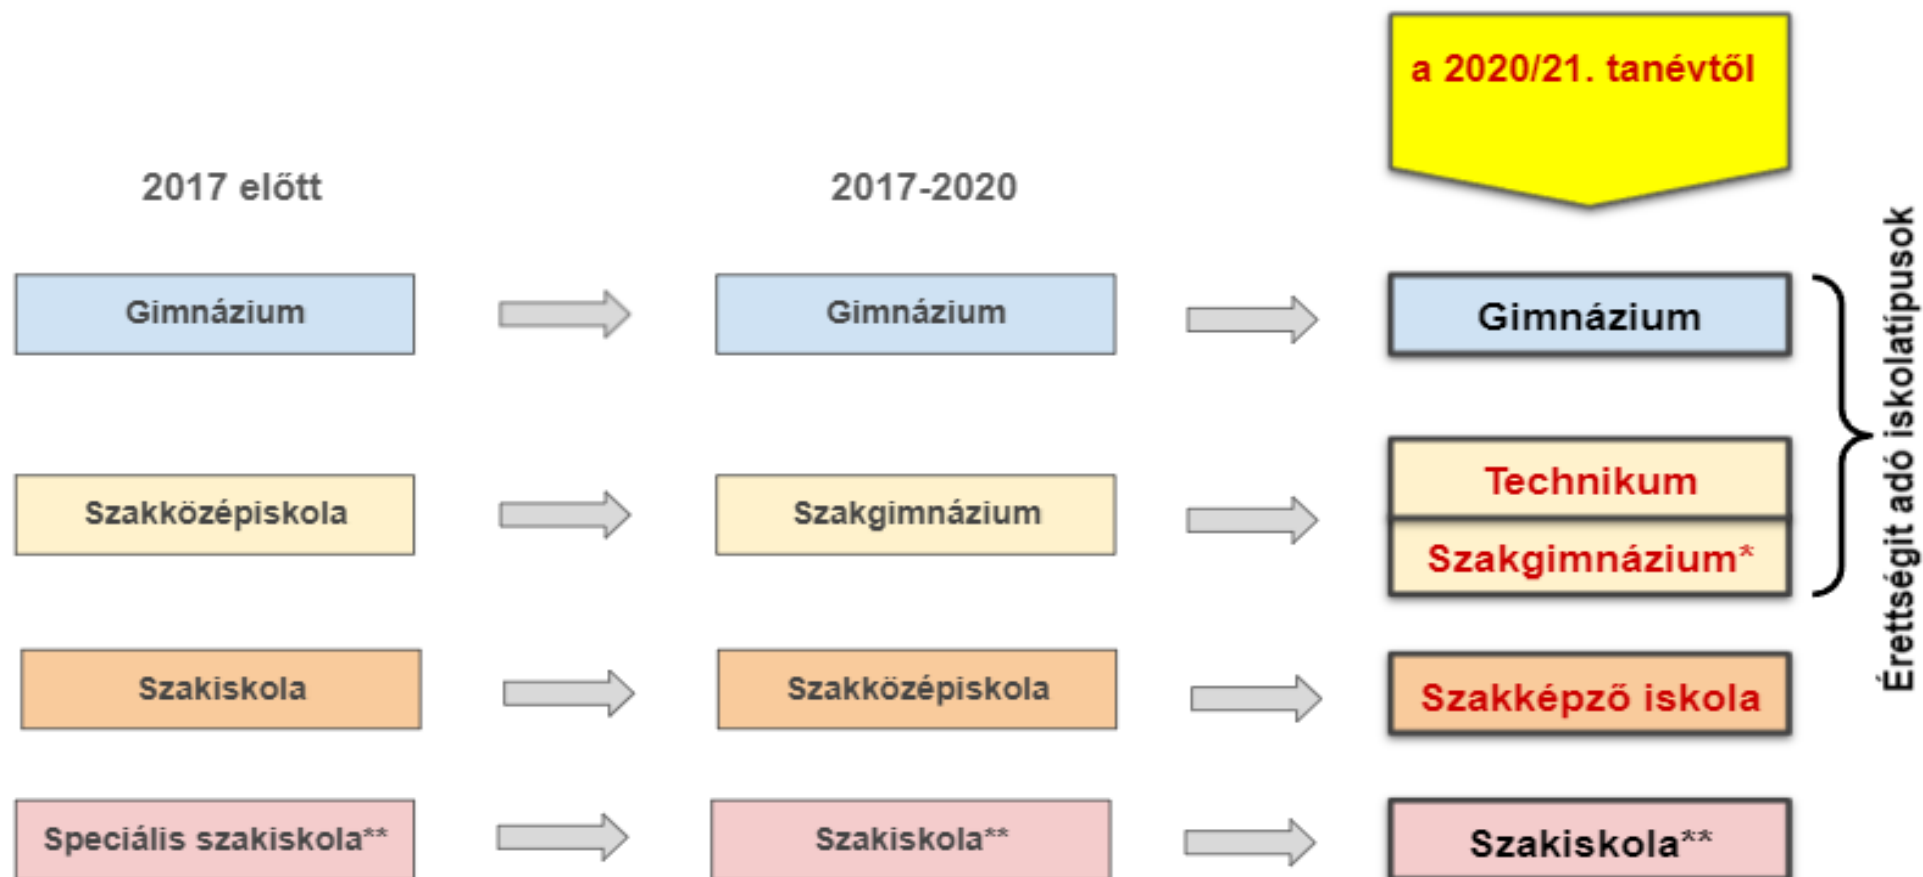 a 2020/21. tanévtől
2017 előtt
2017-2020
Gimnázium
Gimnázium
Gimnázium
Szakközépiskola
Szakgimnázium
Technikum
Szakgimnázium*
Szakiskola
Szakközépiskola
Szakképző iskola
Speciális szakiskola**
Szakiskola**
Szakiskola**
Érettségit adó iskolatípusok